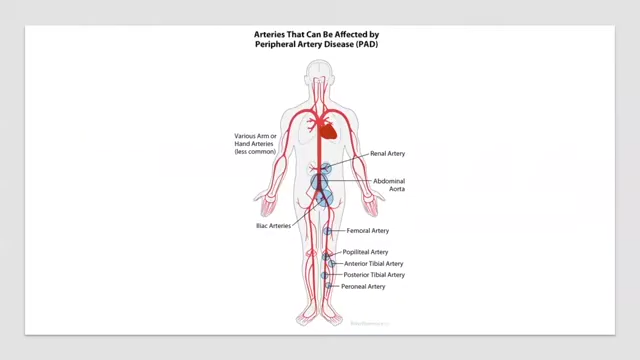 Arteries That Can Be Affected by
Peripheral Artery Disease (PAD)
Various Arm or
Hand Arteries
(less common)
Renal Artery
Abdominal
Aorta
Iliac Arteries
Femoral Artery
Popiliteal Artery
Anterior Tibial Artery
Posterior Tibial Artery
Peroneal Artery